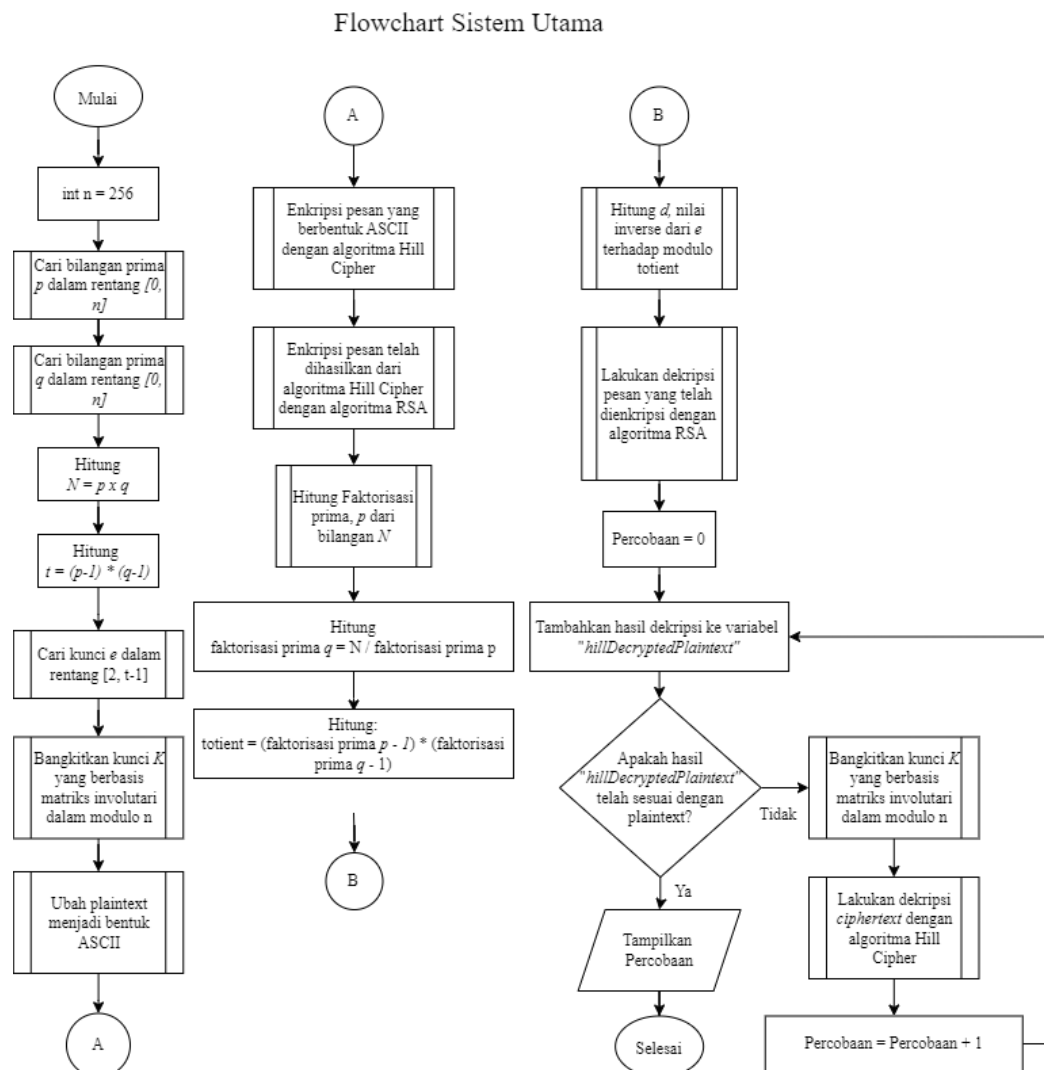 Flowchart Sistem Utama
Mulai
int n = 256
Cari bilangan prima
p dalam rentang [0,
n]
Cari bilangan prima
q dalam rentang [0,
n]
Hitung
N = p x q
Hitung
t = (p-1) * (q-1)
Cari kunci e dalam
rentang [2, t-1]
Bangkitkan kunci K
yang berbasis
matriks involutari
dalam modulo n
Ubah plaintext
menjadi bentuk
ASCII
A
A
Enkripsi pesan yang
berbentuk ASCII
dengan algoritma Hill
Cipher
Enkripsi pesan telah
dihasilkan dari
algoritma Hill Cipher
dengan algoritma RSA
Hitung Faktorisasi
prima, p dari
bilangan N
Hitung
faktorisasi prima q = N / faktorisasi prima p
Hitung:
totient = (faktorisasi prima p - 1) * (faktorisasi
prima q - 1)
B
B
Hitung d, nilai
inverse dari e
terhadap modulo
totient
Lakukan dekripsi
pesan yang telah
dienkripsi dengan
algoritma RSA
Percobaan = 0
Tambahkan hasil dekripsi ke variabel
"hillDecryptedPlaintext"
Apakah hasil
"hillDecryptedPlaintext"
telah sesuai dengan
plaintext?
Tidak
Ya
Tampilkan
Percobaan
Selesai
Bangkitkan kunci K
yang berbasis
matriks involutari
dalam modulo n
Lakukan dekripsi
ciphertext dengan
algoritma Hill
Cipher
Percobaan = Percobaan + 1